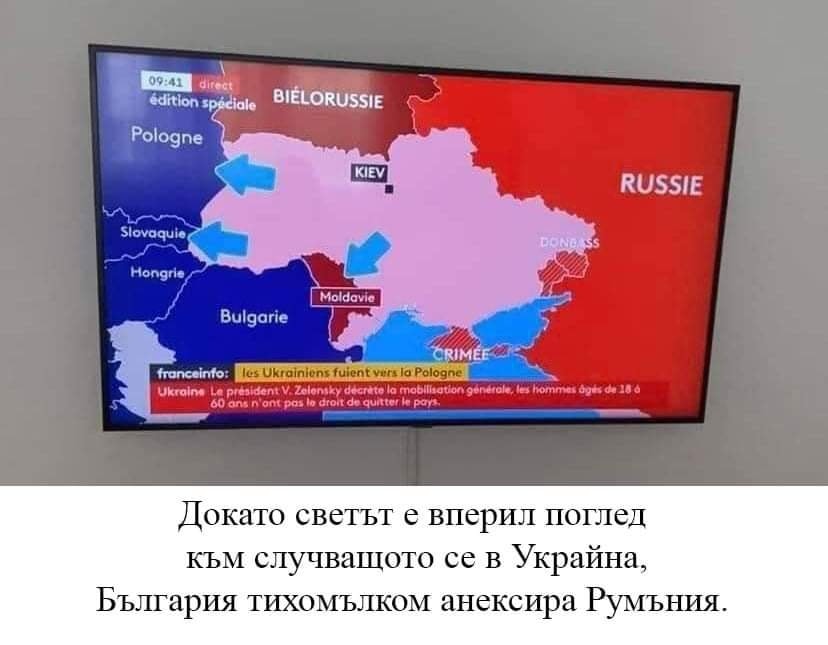 09:41 direct
édition spéciale
BIÉLORUSSIE
Pologne
KIEV
RUSSIE
Slovaquie
DONBASS
Hongrie
Moldavie
Bulgarie
CRIMÉE
franceinfo: les Ukrainiens fuient vers la Pologne
Ukraine Le président V. Zelensky décrète la mobilisation générale, les hommes âgés de 18 à
60 ans n'ont pas le droit de quitter le pays.
Докато светът е вперил поглед
към случващото се в Украйна,
България тихомълком анексира Румъния.